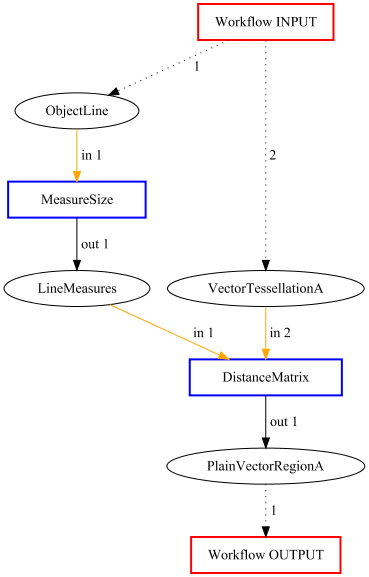 Workflow INPUT
1
ObjectLine
in 1
2
MeasureSize
out 1
LineMeasures
VectorTessellationA
in 1
in 2
DistanceMatrix
out 1
PlainVectorRegionA
1
Workflow OUTPUT